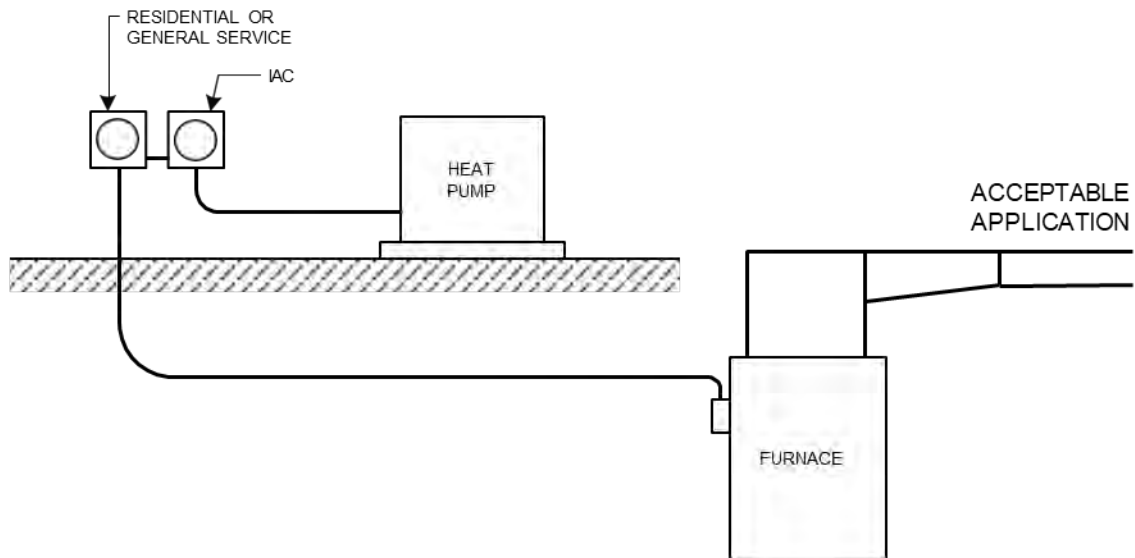 RESIDENTIAL OR
GENERAL SERVICE
IAC
HEAT
PUMP
ACCEPTABLE
APPLICATION
FURNACE